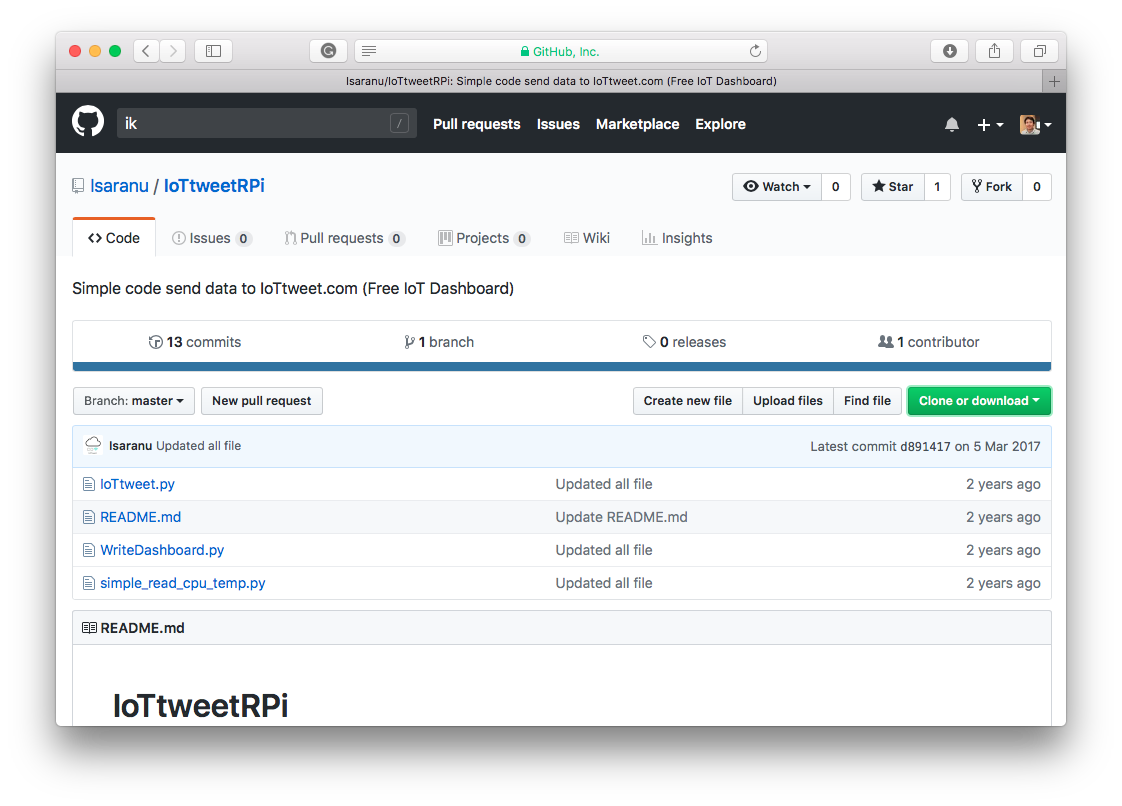 GitHub, Inc.
Isaranu/IoTtweetRPi: Simple code send data to IoTtweet.com (Free IoT Dashboard)
ik / Pull requests Issues Marketplace Explore
Isaranu / IoTtweetRPi Watch 0 Star 1 Fork 0
Code Issues 0 Pull requests 0 Projects 0 Wiki Insights
Simple code send data to IoTtweet.com (Free IoT Dashboard)
13 commits 1 branch 0 releases 1 contributor
Branch: master New pull request Create new file Upload files Find file Clone or download
Isaranu Updated all file Latest commit d891417 on 5 Mar 2017
IoTtweet.py Updated all file 2 years ago
README.md Update README.md 2 years ago
WriteDashboard.py Updated all file 2 years ago
simple_read_cpu_temp.py Updated all file 2 years ago
README.md
IoTtweetRPi